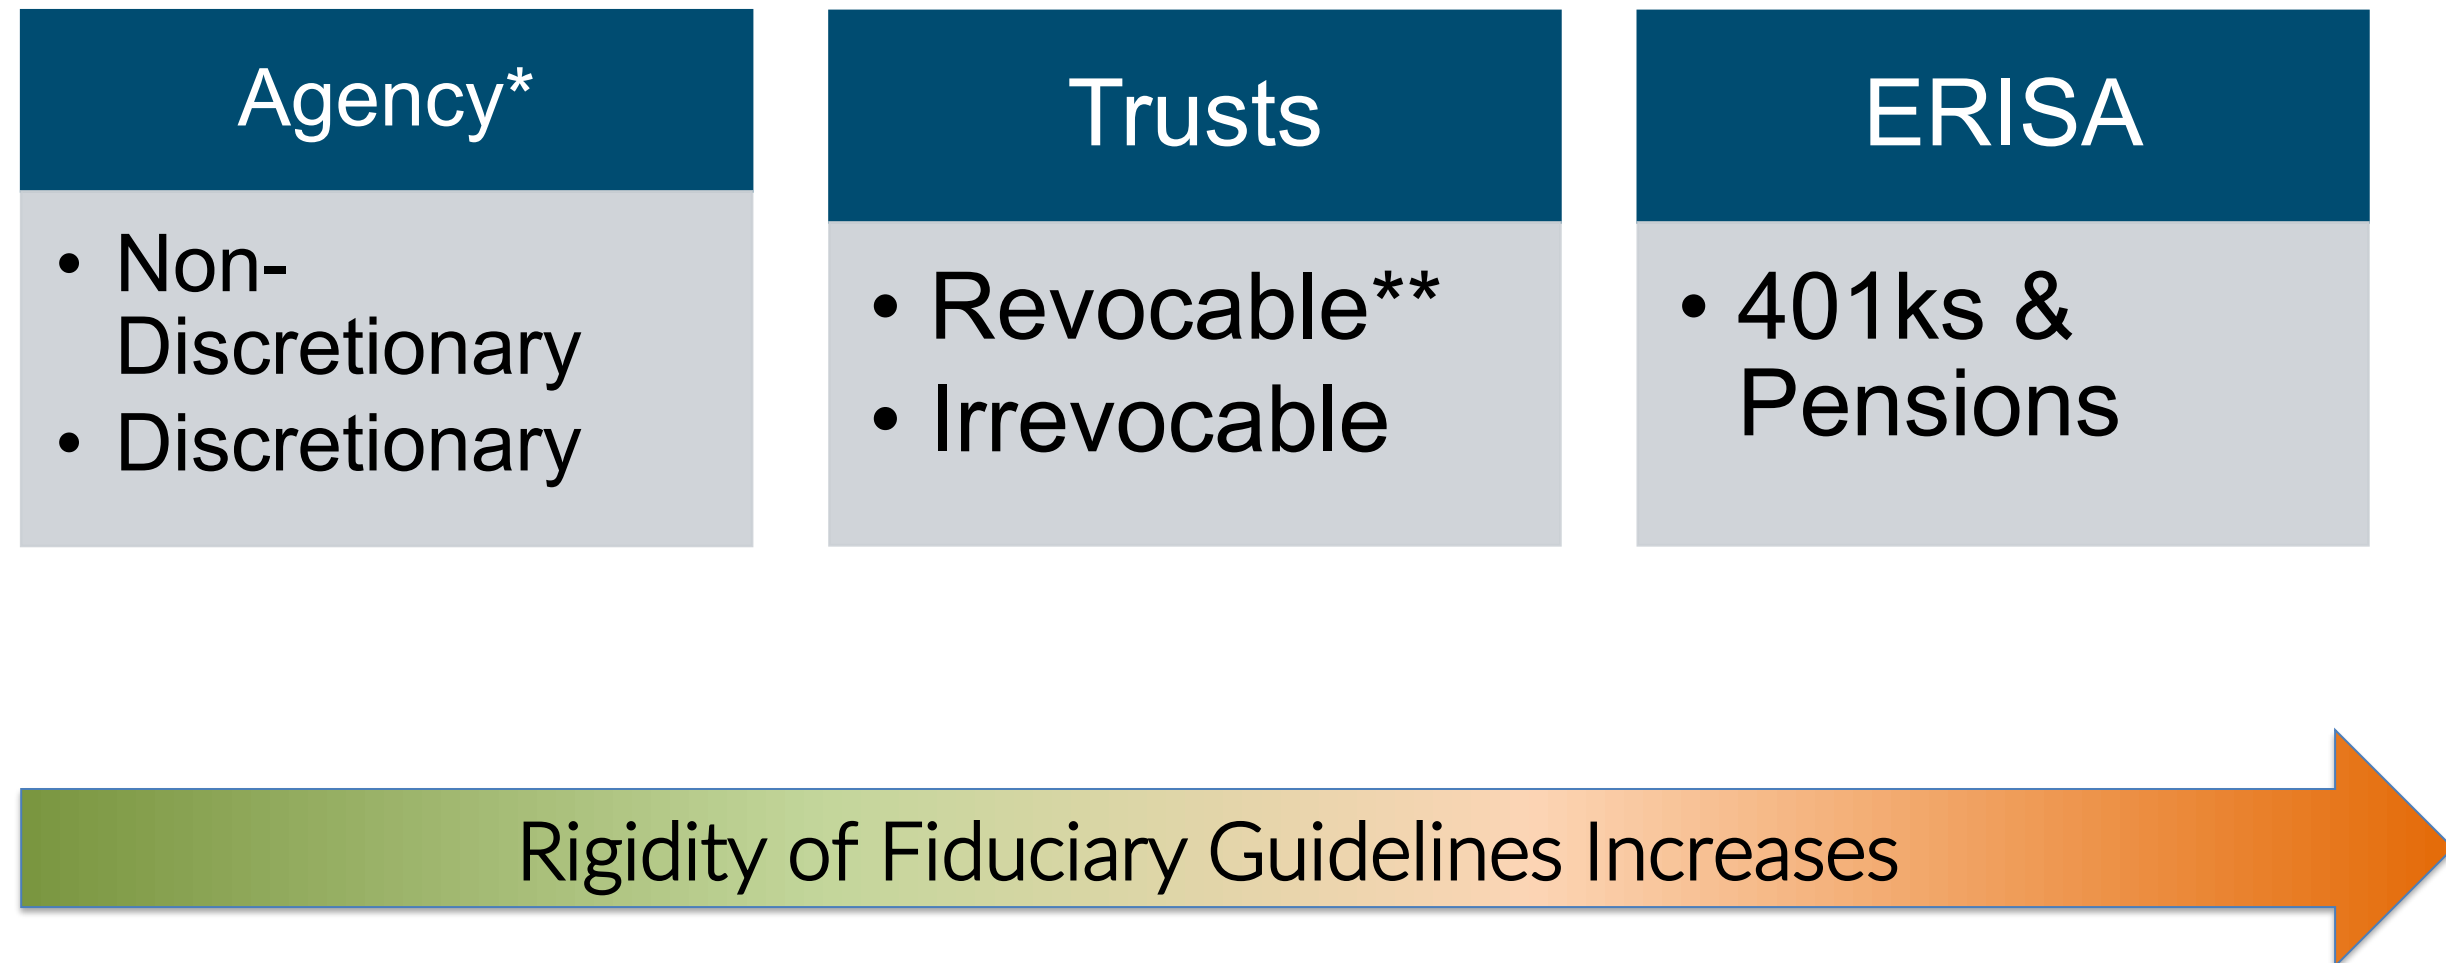 Agency*
• Non-
Discretionary
• Discretionary
Trusts
• Revocable**
• Irrevocable
ERISA
• 401ks &
Pensions
Rigidity of Fiduciary Guidelines Increases